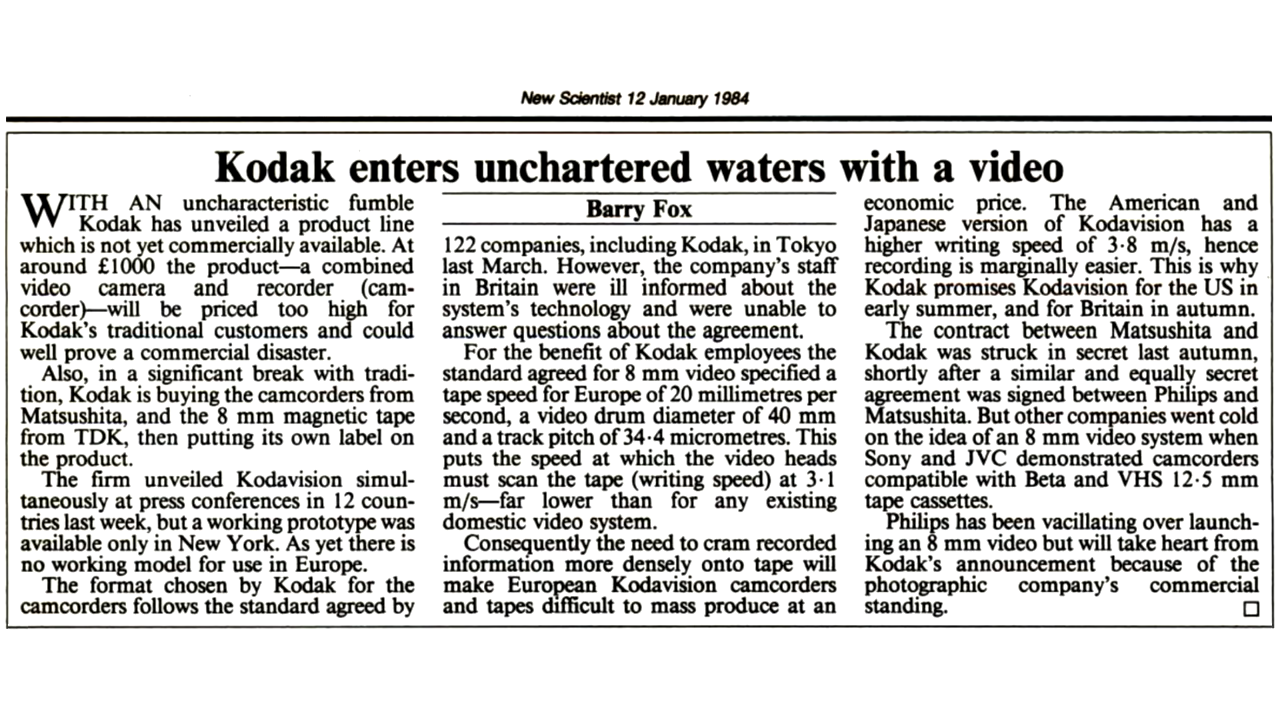 New Scientist 12 January 1984
Kodak enters unchartered waters with a video
WITH AN uncharacteristic fumble
Kodak has unveiled a product line
which is not yet commercially available. At
around £1000 the product—a combined
video camera and recorder (cam-
corder)—will be priced too high for
Kodak's traditional customers and could
well prove a commercial disaster.
Also, in a significant break with tradi-
tion, Kodak is buying the camcorders from
Matsushita, and the 8 mm magnetic tape
from TDK, then putting its own label on
the product.
The firm unveiled Kodavision simul-
taneously at press conferences in 12 coun-
tries last week, but a working prototype was
available only in New York. As yet there is
no working model for use in Europe.
The format chosen by Kodak for the
camcorders follows the standard agreed by
Barry Fox
122 companies, including Kodak, in Tokyo
last March. However, the company's staff
in Britain were ill informed about the
system's technology and were unable to
answer questions about the agreement.
For the benefit of Kodak employees the
standard agreed for 8 mm video specified a
tape speed for Europe of 20 millimetres per
second, a video drum diameter of 40 mm
and a track pitch of 34·4 micrometres. This
puts the speed at which the video heads
must scan the tape (writing speed) at 3·1
m/s—far lower than for any existing
domestic video system.
Consequently the need to cram recorded
information more densely onto tape will
make European Kodavision camcorders
and tapes difficult to mass produce at an
economic price. The American and
Japanese version of Kodavision has a
higher writing speed of 3·8 m/s, hence
recording is marginally easier. This is why
Kodak promises Kodavision for the US in
early summer, and for Britain in autumn.
The contract between Matsushita and
Kodak was struck in secret last autumn,
shortly after a similar and equally secret
agreement was signed between Philips and
Matsushita. But other companies went cold
on the idea of an 8 mm video system when
Sony and JVC demonstrated camcorders
compatible with Beta and VHS 12·5 mm
tape cassettes.
Philips has been vacillating over launch-
ing an 8 mm video but will take heart from
Kodak's announcement because of the
photographic company's commercial
standing. □